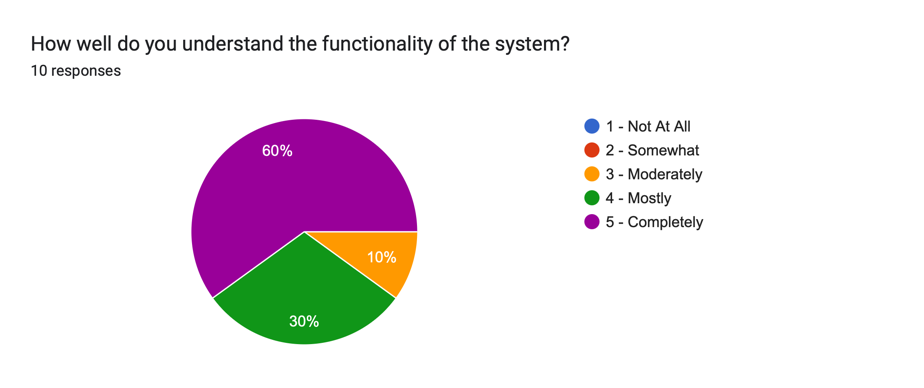 How well do you understand the functionality of the system?
10 responses
60%
10%
30%
1 - Not At All
2 - Somewhat
3 - Moderately
4 - Mostly
5 - Completely